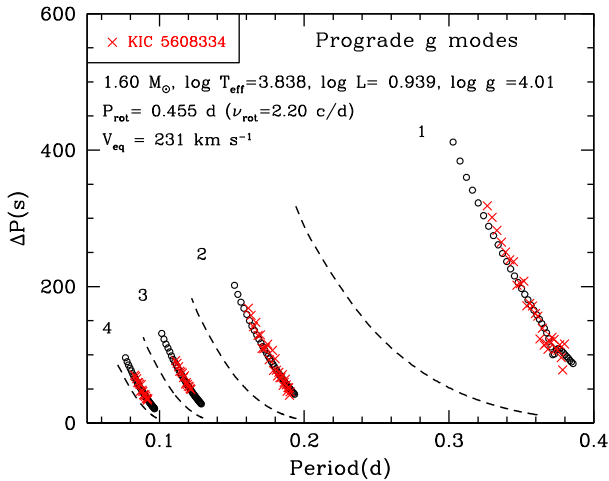 600
400
200
0
ΔP(s)
× KIC 5608334
Prograde g modes
1.60 M⊙, log Teff=3.838, log L= 0.939, log g =4.01
Prot= 0.455 d (νrot=2.20 c/d)
Veq = 231 km s−1
1
2
3
4
0.1 0.2 0.3 0.4
Period(d)